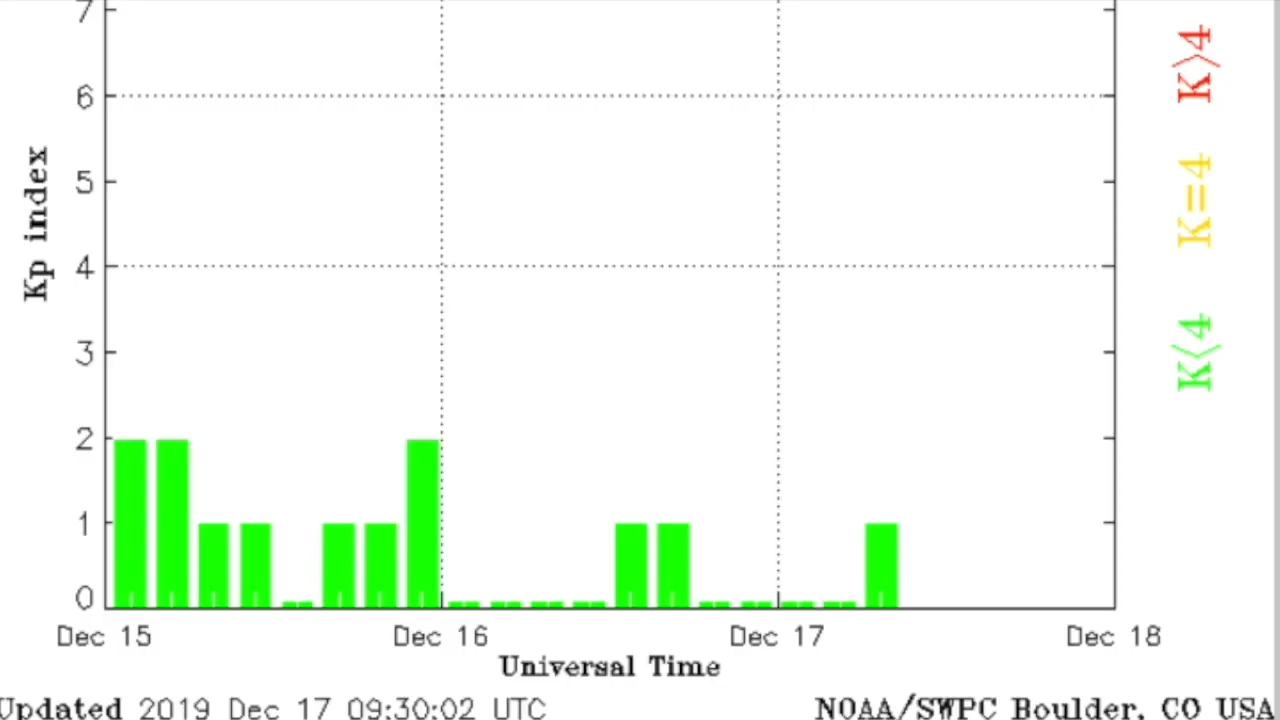 7
6
5
4
3
2
1
0
Kp index
K<4 K=4 K>4
Dec 15 Dec 16 Dec 17 Dec 18
Universal Time
Updated 2019 Dec 17 09:30:02 UTC NOAA/SWPC Boulder, CO USA